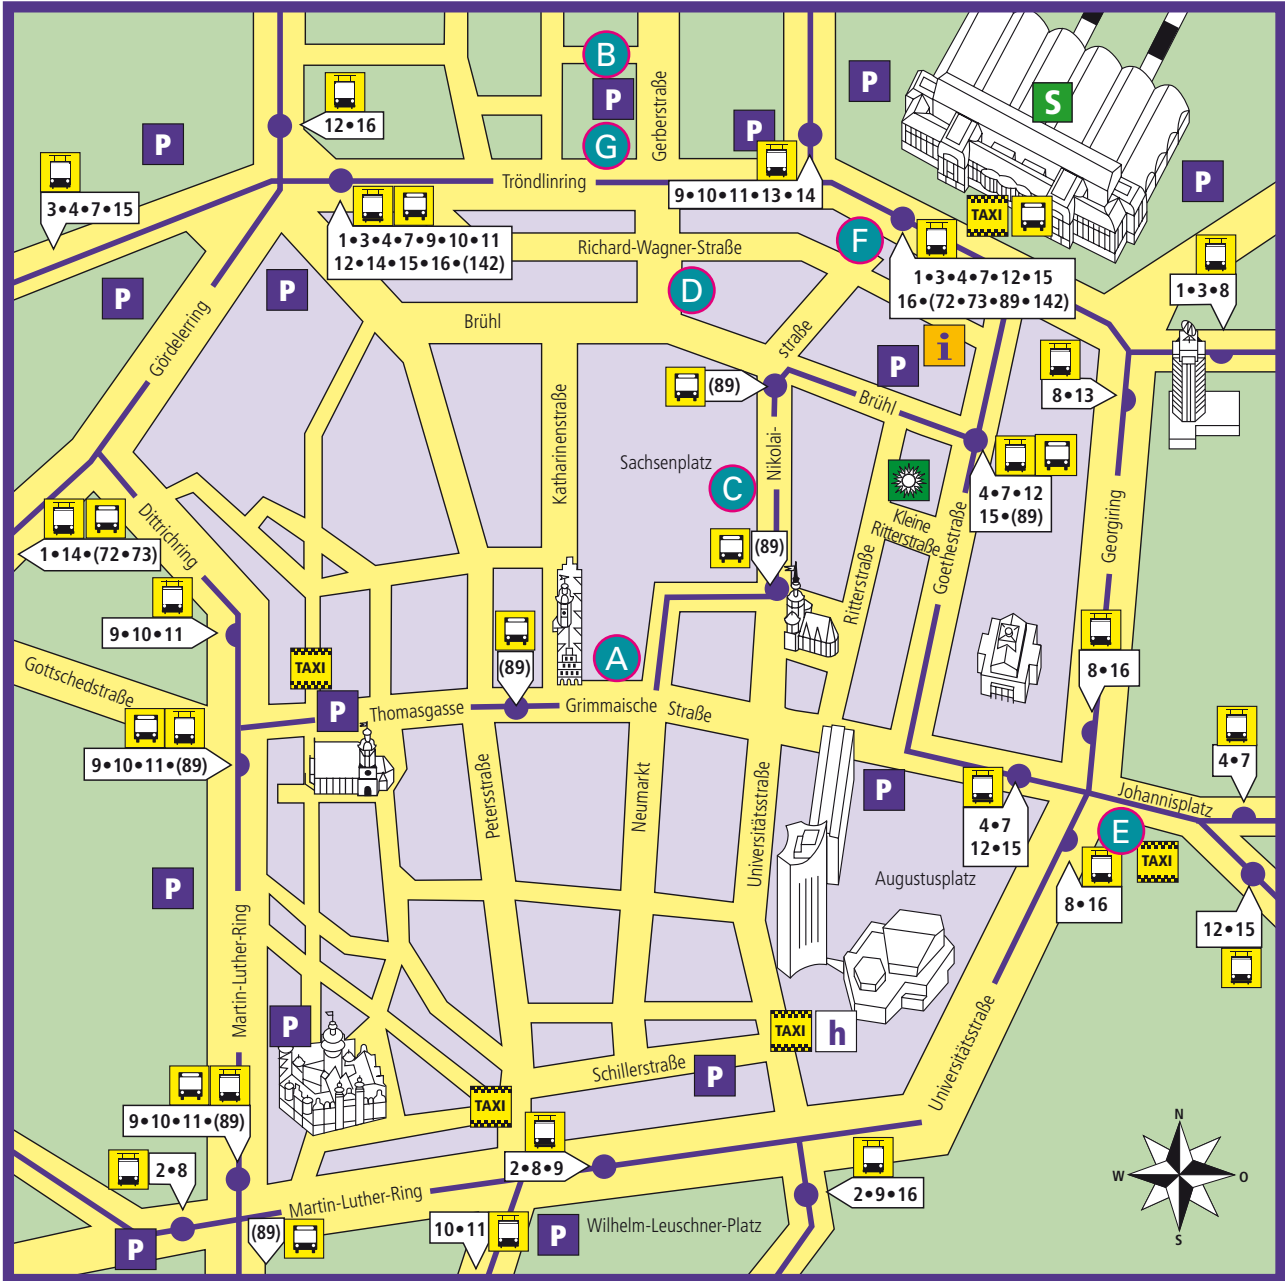 B
P
S
P
12•16
Gerberstraße
P
P
G
P
3•4•7•15
Tröndlinring
9•10•11•13•14
TAXI
1•3•4•7•9•10•11
12•14•15•16•(142)
Richard-Wagner-Straße
F
1•3•4•7•12•15
16•(72•73•89•142)
1•3•8
P
P
D
Gördelerring
Brühl
straße
i
P
(89)
8•13
Brühl
Katharinenstraße
Nikolai-
Sachsenplatz
C
4•7•12
15•(89)
Kleine
Ritterstraße
Dittrichring
Georgiring
Goethestraße
1•14•(72•73)
(89)
Ritterstraße
9•10•11
Gottschedstraße
TAXI
(89)
A
8•16
P
Thomasgasse
Grimmaische
Straße
9•10•11•(89)
4•7
Petersstraße
Neumarkt
Universitätsstraße
P
Johannisplatz
4•7
12•15
E
TAXI
P
Augustusplatz
8•16
12•15
Martin-Luther-Ring
P
TAXI
h
Schillerstraße
P
Universitätsstraße
9•10•11•(89)
TAXI
N
W
O
S
2•8
2•8•9
2•9•16
Martin-Luther-Ring
P
(89)
10•11
P
Wilhelm-Leuschner-Platz